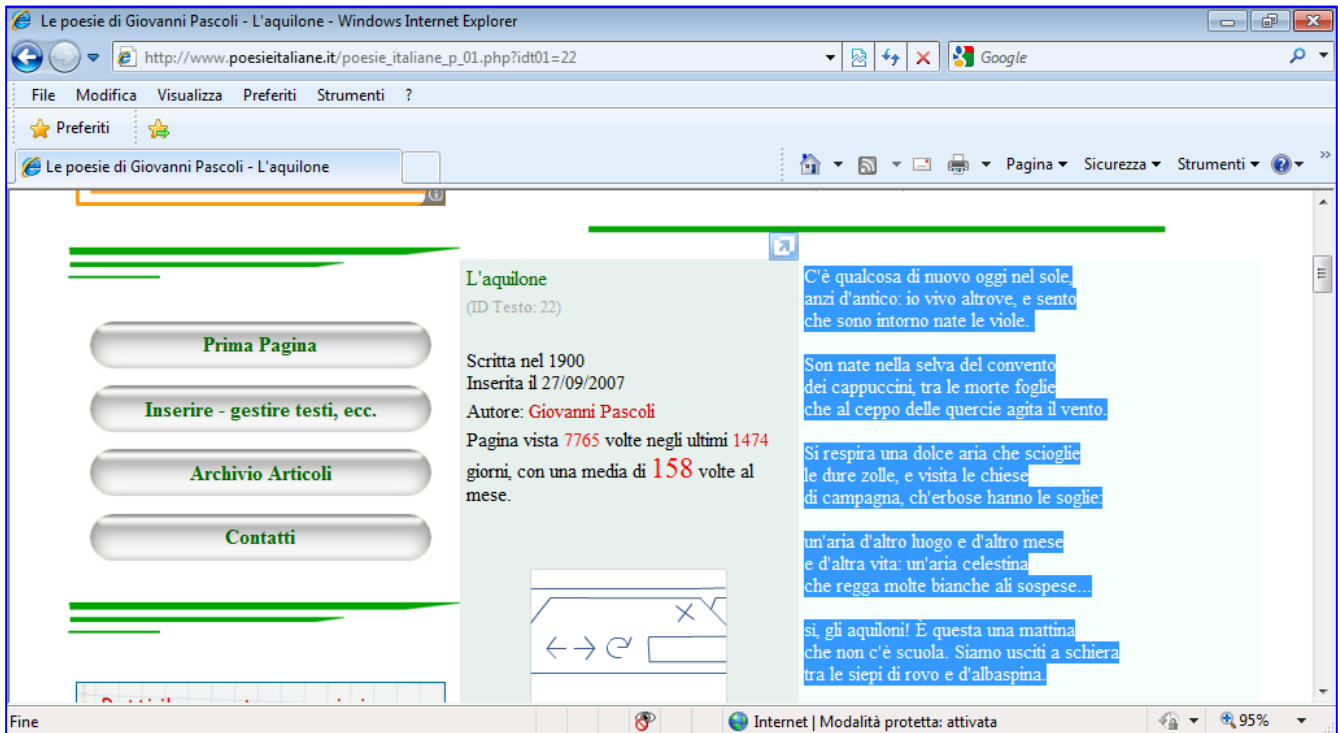 Le poesie di Giovanni Pascoli - L'aquilone - Windows Internet Explorer
http://www.poesieitaliane.it/poesie_italiane_p_01.php?idt01=22
Google
File Modifica Visualizza Preferiti Strumenti ?
Preferiti
Le poesie di Giovanni Pascoli - L'aquilone
Pagina Sicurezza Strumenti
Prima Pagina
Inserire - gestire testi, ecc.
Archivio Articoli
Contatti
L'aquilone
(ID Testo: 22)
Scritta nel 1900
Inserita il 27/09/2007
Autore: Giovanni Pascoli
Pagina vista 7765 volte negli ultimi 1474
giorni, con una media di 158 volte al
mese.
C'è qualcosa di nuovo oggi nel sole,
anzi d'antico: io vivo altrove, e sento
che sono intorno nate le viole.
Son nate nella selva del convento
dei cappuccini, tra le morte foglie
che al ceppo delle quercie agita il vento.
Si respira una dolce aria che scioglie
le dure zolle, e visita le chiese
di campagna, ch'erbose hanno le soglie:
un'aria d'altro luogo e d'altro mese
e d'altra vita: un'aria celestina
che regga molte bianche ali sospese...
sì, gli aquiloni! È questa una mattina
che non c'è scuola. Siamo usciti a schiera
tra le siepi di rovo e d'albaspina.
Fine
Internet | Modalità protetta: attivata
95%